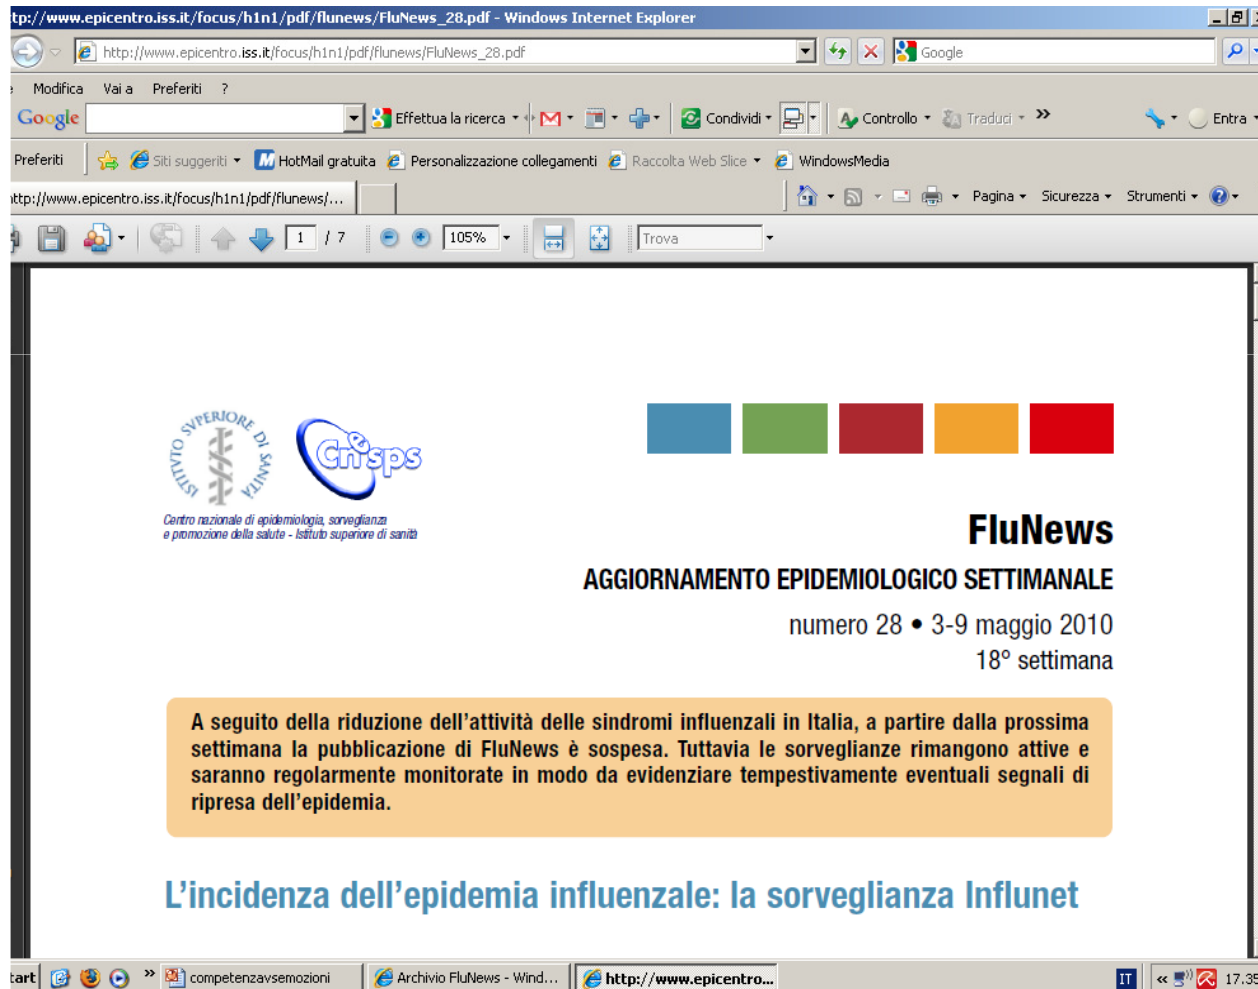 tp://www.epicentro.iss.it/focus/h1n1/pdf/flunews/FluNews_28.pdf - Windows Internet Explorer
http://www.epicentro.iss.it/focus/h1n1/pdf/flunews/FluNews_28.pdf Google
Modifica Vai a Preferiti ?
Google Effettua la ricerca Condividi Controllo Traduci Entra
Preferiti Siti suggeriti HotMail gratuita Personalizzazione collegamenti Raccolta Web Slice WindowsMedia
http://www.epicentro.iss.it/focus/h1n1/pdf/flunews/... Pagina Sicurezza Strumenti
1 / 7 105% Trova
ISTITVTO SVPERIORE DI SANITÀ
Cnesps
Centro nazionale di epidemiologia, sorveglianza
e promozione della salute - Istituto superiore di sanità
FluNews
AGGIORNAMENTO EPIDEMIOLOGICO SETTIMANALE
numero 28 • 3-9 maggio 2010
18° settimana
A seguito della riduzione dell'attività delle sindromi influenzali in Italia, a partire dalla prossima
settimana la pubblicazione di FluNews è sospesa. Tuttavia le sorveglianze rimangono attive e
saranno regolarmente monitorate in modo da evidenziare tempestivamente eventuali segnali di
ripresa dell'epidemia.
L'incidenza dell'epidemia influenzale: la sorveglianza Influnet
tart » competenzavsemozioni Archivio FluNews - Wind... http://www.epicentro... IT « 17.35